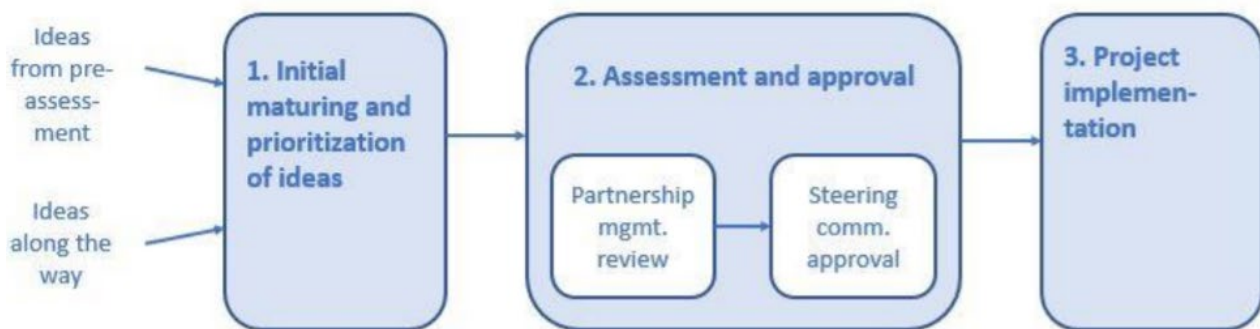 Ideas
from pre-
assess-
ment
Ideas
along the
way
1. Initial
maturing and
prioritization
of ideas
2. Assessment and approval
Partnership
mgmt.
review
Steering
comm.
approval
3. Project
implemen-
tation